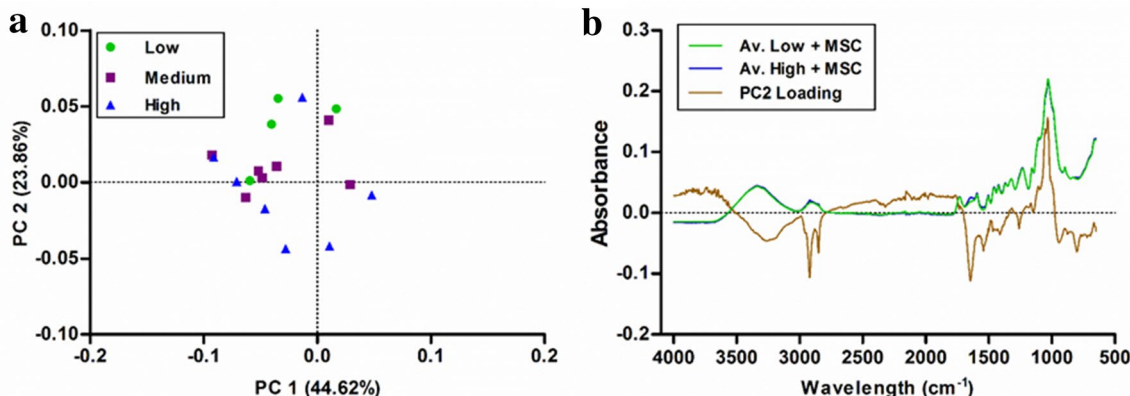 a
0.10
0.05
0.00
-0.05
-0.10
PC 2 (23.86%)
Low
Medium
High
-0.2
-0.1
0.0
0.1
0.2
PC 1 (44.62%)
b
0.3
0.2
0.1
0.0
-0.1
-0.2
Absorbance
Av. Low + MSC
Av. High + MSC
PC2 Loading
4000
3500
3000
2500
2000
1500
1000
500
Wavelength (cm⁻¹)